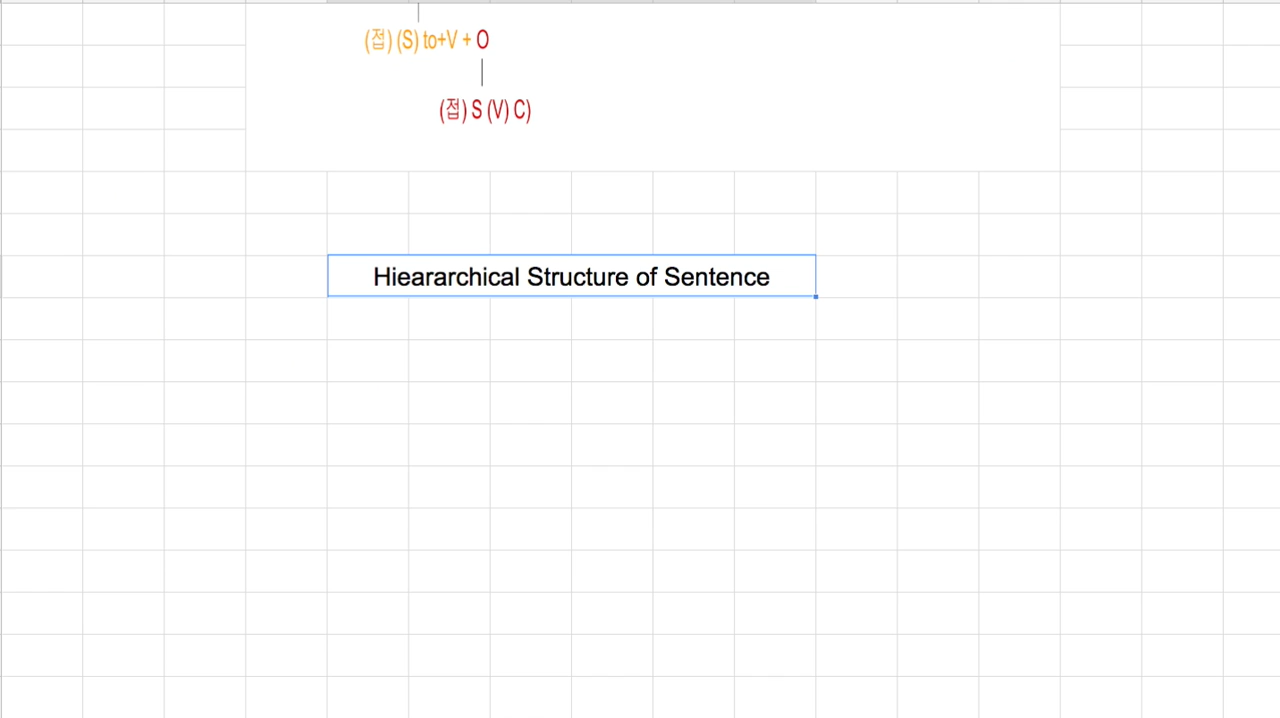 (접) (S) to+V + O
(접) S (V) C)
Hieararchical Structure of Sentence